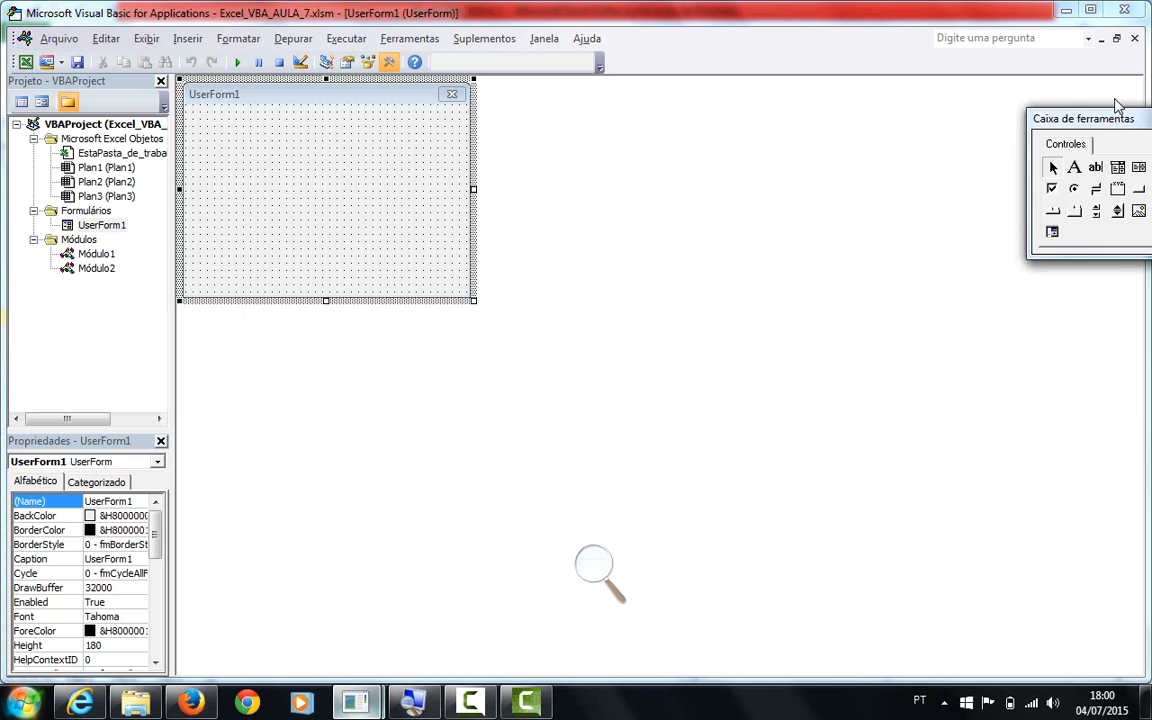 Microsoft Visual Basic for Applications - Excel_VBA_AULA_7.xlsm - [UserForm1 (UserForm)]
Arquivo Editar Exibir Inserir Formatar Depurar Executar Ferramentas Suplementos Janela Ajuda
Digite uma pergunta
Projeto - VBAProject
VBAProject (Excel_VBA_
Microsoft Excel Objetos
EstaPasta_de_traba
Plan1 (Plan1)
Plan2 (Plan2)
Plan3 (Plan3)
Formulários
UserForm1
Módulos
Módulo1
Módulo2
UserForm1
Caixa de ferramentas
Controles
A
ab|
XYZ
Propriedades - UserForm1
UserForm1 UserForm
Alfabético Categorizado
(Name) UserForm1
BackColor &H8000000
BorderColor &H8000001
BorderStyle 0 - fmBorderSt
Caption UserForm1
Cycle 0 - fmCycleAllF
DrawBuffer 32000
Enabled True
Font Tahoma
ForeColor &H8000001
Height 180
HelpContextID 0
PT
18:00
04/07/2015